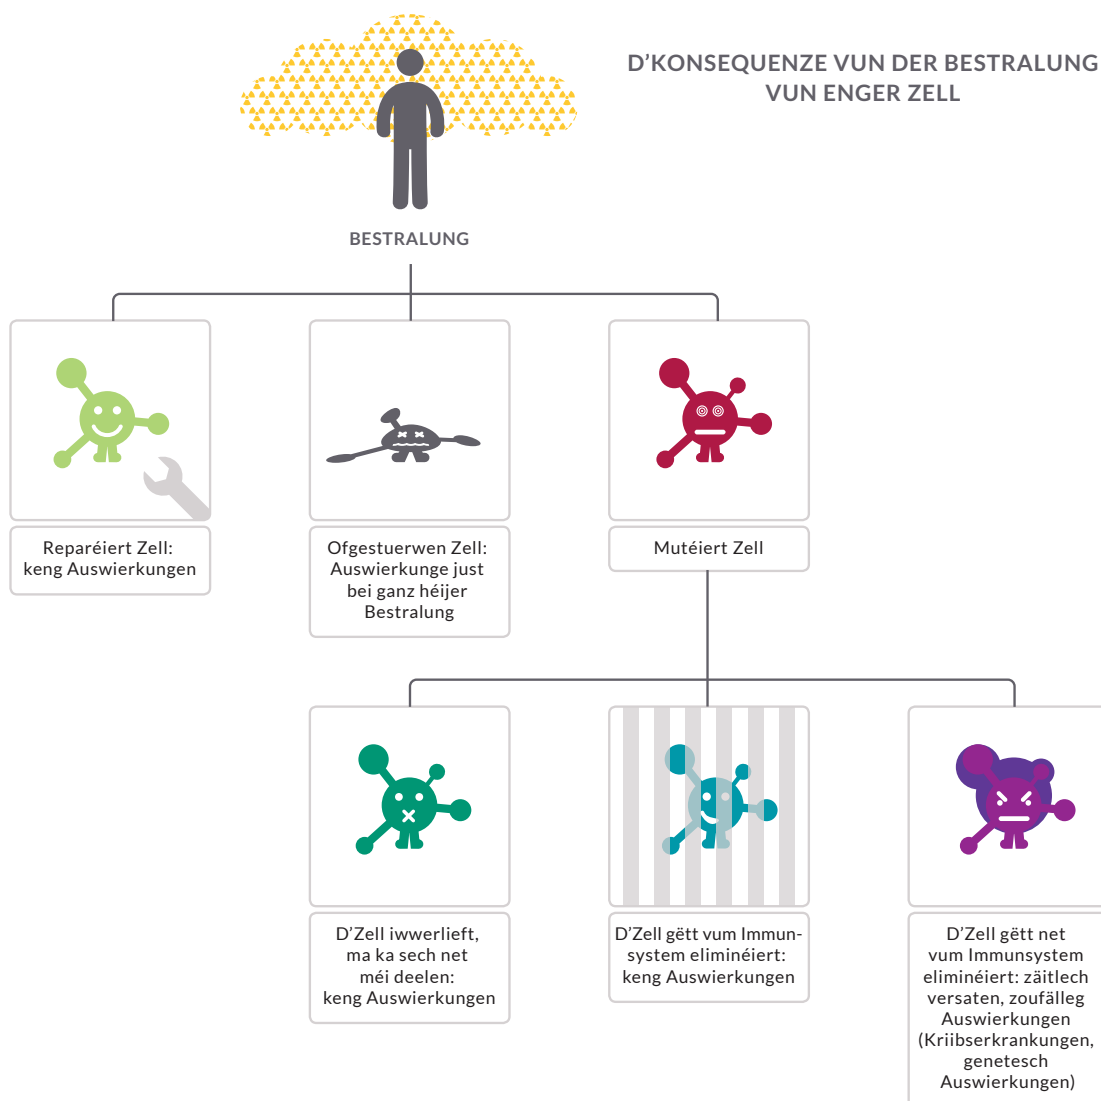 D'KONSEQUENZE VUN DER BESTRALUNG
VUN ENGER ZELL
BESTRALUNG
Reparéiert Zell:
keng Auswierkungen
Ofgestuerwen Zell:
Auswierkunge just
bei ganz héijer
Bestralung
Mutéiert Zell
D'Zell iwwerlieft,
ma ka sech net
méi deelen:
keng Auswierkungen
D'Zell gëtt vum Immun-
system eliminéiert:
keng Auswierkungen
D'Zell gëtt net
vum Immunsystem
eliminéiert: zäitlech
versaten, zoufälleg
Auswierkungen
(Kriibserkrankungen,
genetesch
Auswierkungen)